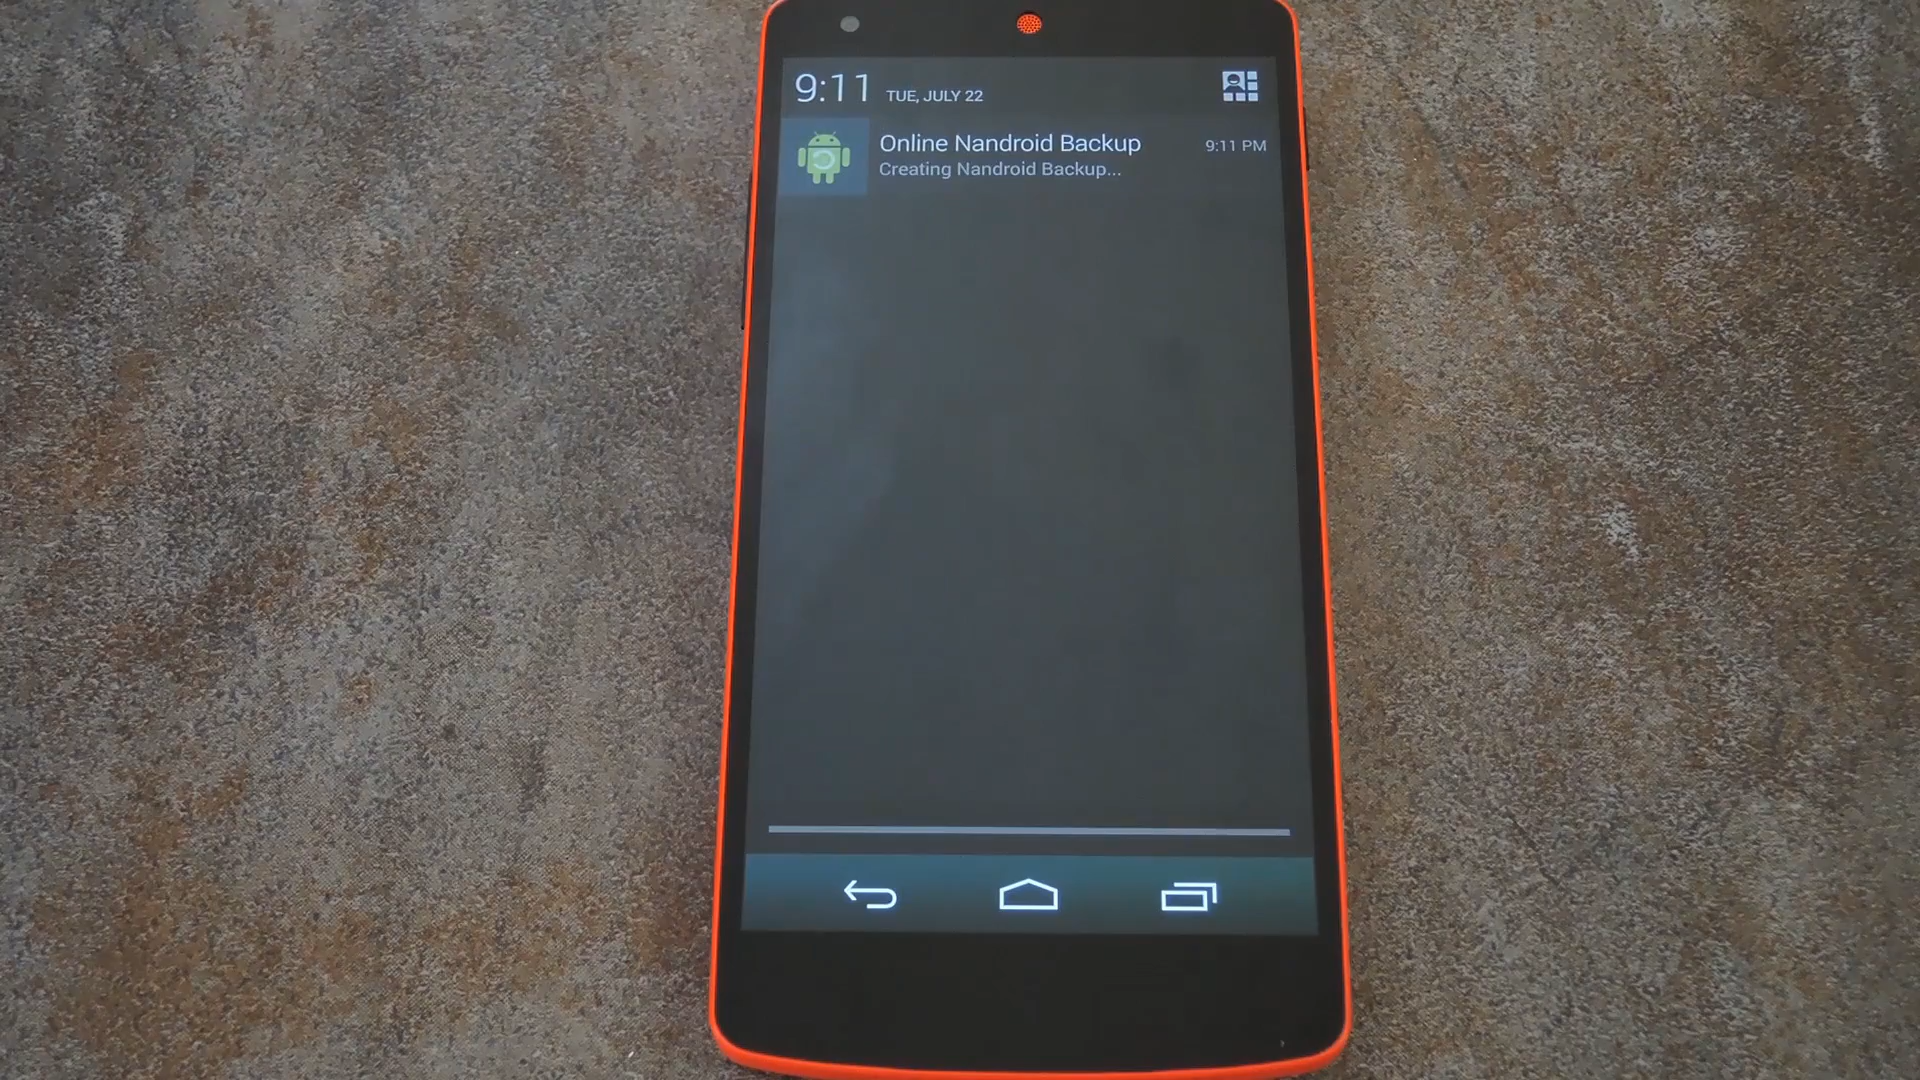 9:11 TUE, JULY 22
Online Nandroid Backup 9:11 PM
Creating Nandroid Backup...